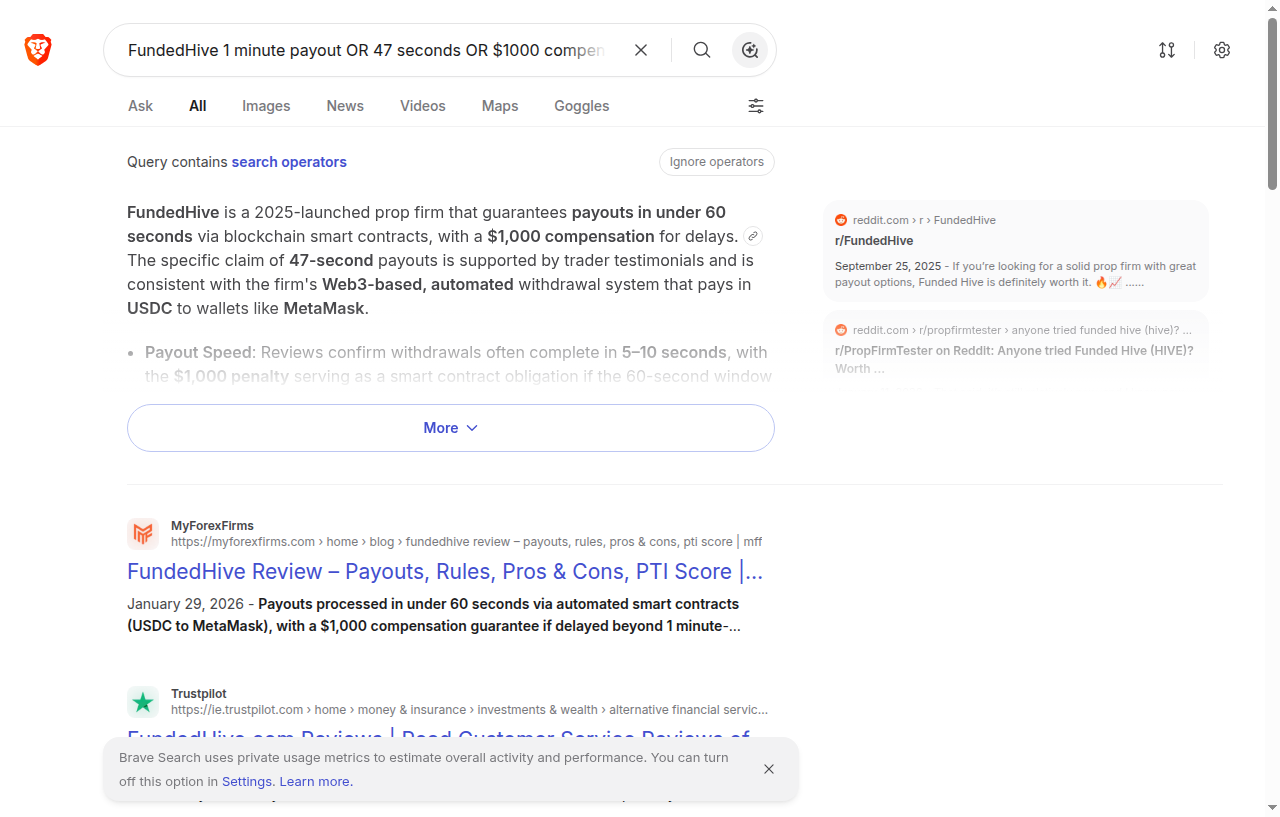 FundedHive 1 minute payout OR 47 seconds OR $1000 compen
Ask All Images News Videos Maps Goggles
Query contains search operators
Ignore operators
FundedHive is a 2025-launched prop firm that guarantees payouts in under 60
seconds via blockchain smart contracts, with a $1,000 compensation for delays.
The specific claim of 47-second payouts is supported by trader testimonials and is
consistent with the firm's Web3-based, automated withdrawal system that pays in
USDC to wallets like MetaMask.
• Payout Speed: Reviews confirm withdrawals often complete in 5–10 seconds, with
the $1,000 penalty serving as a smart contract obligation if the 60-second window
More
reddit.com › r › FundedHive
r/FundedHive
September 25, 2025 - If you're looking for a solid prop firm with great
payout options, Funded Hive is definitely worth it. 🔥📈 ......
reddit.com › r/propfirmtester › anyone tried funded hive (hive)? ...
r/PropFirmTester on Reddit: Anyone tried Funded Hive (HIVE)?
Worth ...
MyForexFirms
https://myforexfirms.com › home › blog › fundedhive review – payouts, rules, pros & cons, pti score | mff
FundedHive Review – Payouts, Rules, Pros & Cons, PTI Score |...
January 29, 2026 - Payouts processed in under 60 seconds via automated smart contracts
(USDC to MetaMask), with a $1,000 compensation guarantee if delayed beyond 1 minute-...
Trustpilot
https://ie.trustpilot.com › home › money & insurance › investments & wealth › alternative financial servic...
FundedHive.com Reviews | Read Customer Service Reviews of
Brave Search uses private usage metrics to estimate overall activity and performance. You can turn
off this option in Settings. Learn more.